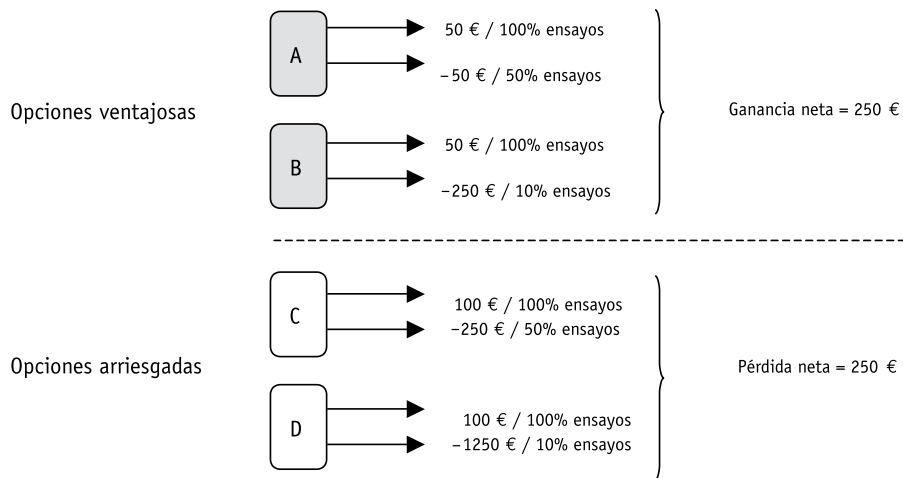 A
50 € / 100% ensayos
–50 € / 50% ensayos
Opciones ventajosas
Ganancia neta = 250 €
B
50 € / 100% ensayos
–250 € / 10% ensayos
C
100 € / 100% ensayos
–250 € / 50% ensayos
Opciones arriesgadas
Pérdida neta = 250 €
D
100 € / 100% ensayos
–1250 € / 10% ensayos